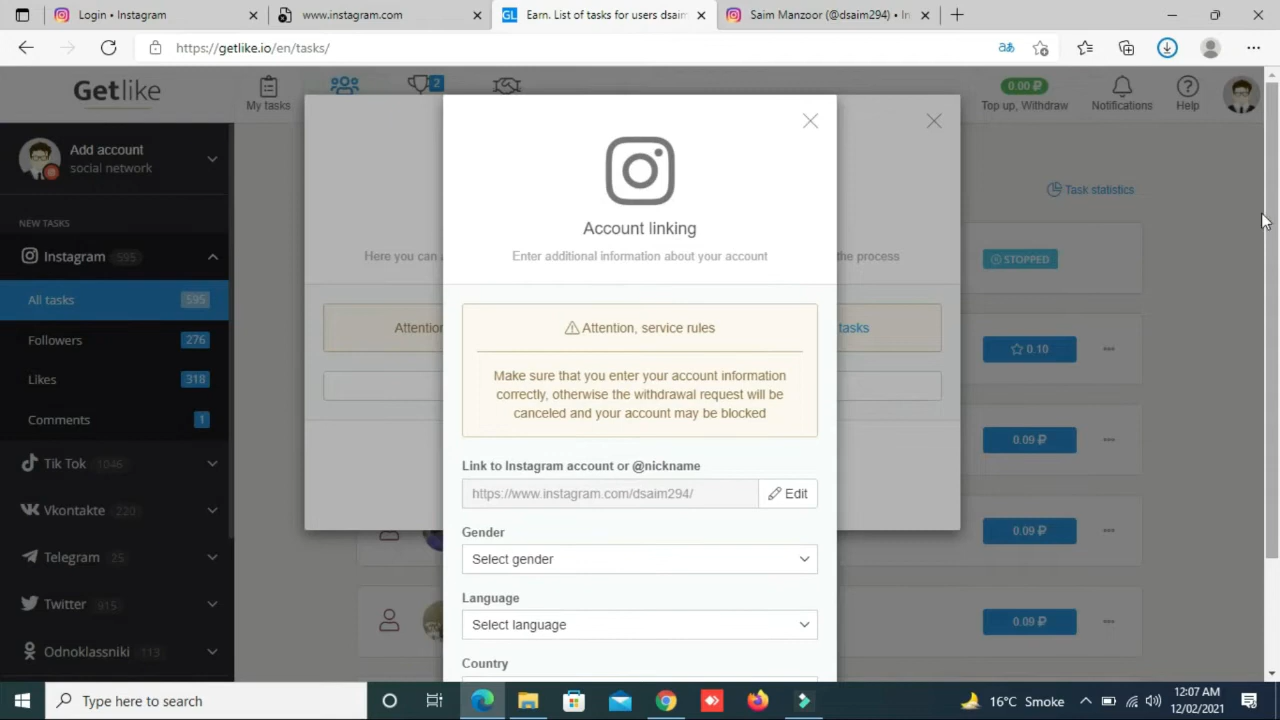 Login • Instagram
www.instagram.com
GL
Earn. List of tasks for users dsaim
Saim Manzoor (@dsaim294) • In
https://getlike.io/en/tasks/
Getlike
My tasks
2
0.00 ₽
Top up, Withdraw
Notifications
Help
Add account
social network
Task statistics
NEW TASKS
Instagram 595
All tasks 595
Followers 276
Likes 318
Comments 1
Tik Tok 1046
Vkontakte 220
Telegram 25
Twitter 915
Odnoklassniki 113
Here you can
the process
Attention
tasks
Account linking
Enter additional information about your account
Attention, service rules
Make sure that you enter your account information
correctly, otherwise the withdrawal request will be
canceled and your account may be blocked
Link to Instagram account or @nickname
https://www.instagram.com/dsaim294/
Edit
Gender
Select gender
Language
Select language
Country
STOPPED
0.10
0.09 ₽
0.09 ₽
0.09 ₽
Type here to search
16°C Smoke
12:07 AM
12/02/2021